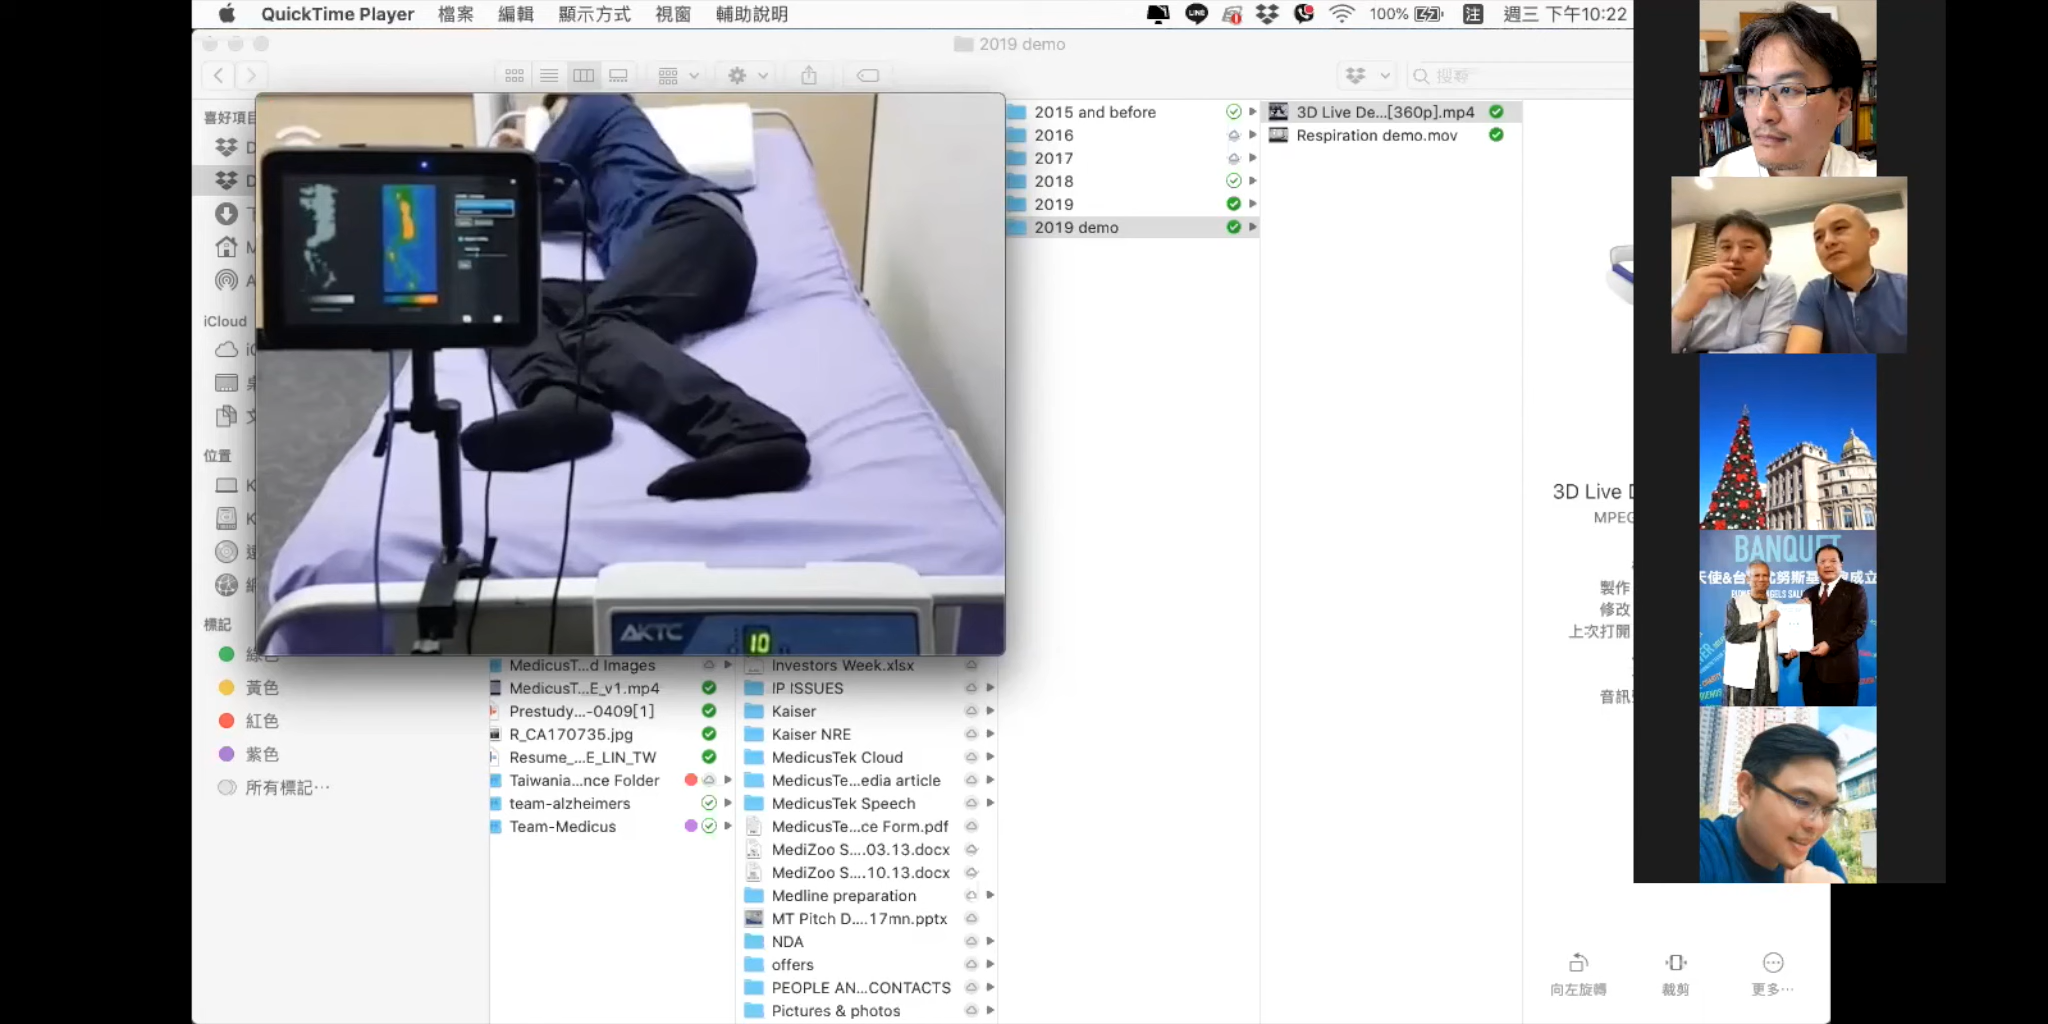 QuickTime Player 檔案 編輯 顯示方式 視窗 輔助說明
LINE 100% 注 週三 下午10:22
2019 demo
搜尋
喜好項目
iCloud
位置
標記
綠色
黃色
紅色
紫色
所有標記…
AKTC
10
MedicusT...d Images
MedicusT...E_v1.mp4
Prestudy...-0409[1]
R_CA170735.jpg
Resume_...E_LIN_TW
Taiwania...nce Folder
team-alzheimers
Team-Medicus
Investors Week.xlsx
IP ISSUES
Kaiser
Kaiser NRE
MedicusTek Cloud
MedicusTe...edia article
MedicusTek Speech
MedicusTe...ce Form.pdf
MediZoo S....03.13.docx
MediZoo S....10.13.docx
Medline preparation
MT Pitch D....17mn.pptx
NDA
offers
PEOPLE AN...CONTACTS
Pictures & photos
2015 and before
2016
2017
2018
2019
2019 demo
3D Live De...[360p].mp4
Respiration demo.mov
3D Live
MPEG
製作
修改
上次打開
音訊
向左旋轉
裁剪
更多…
BANQUET